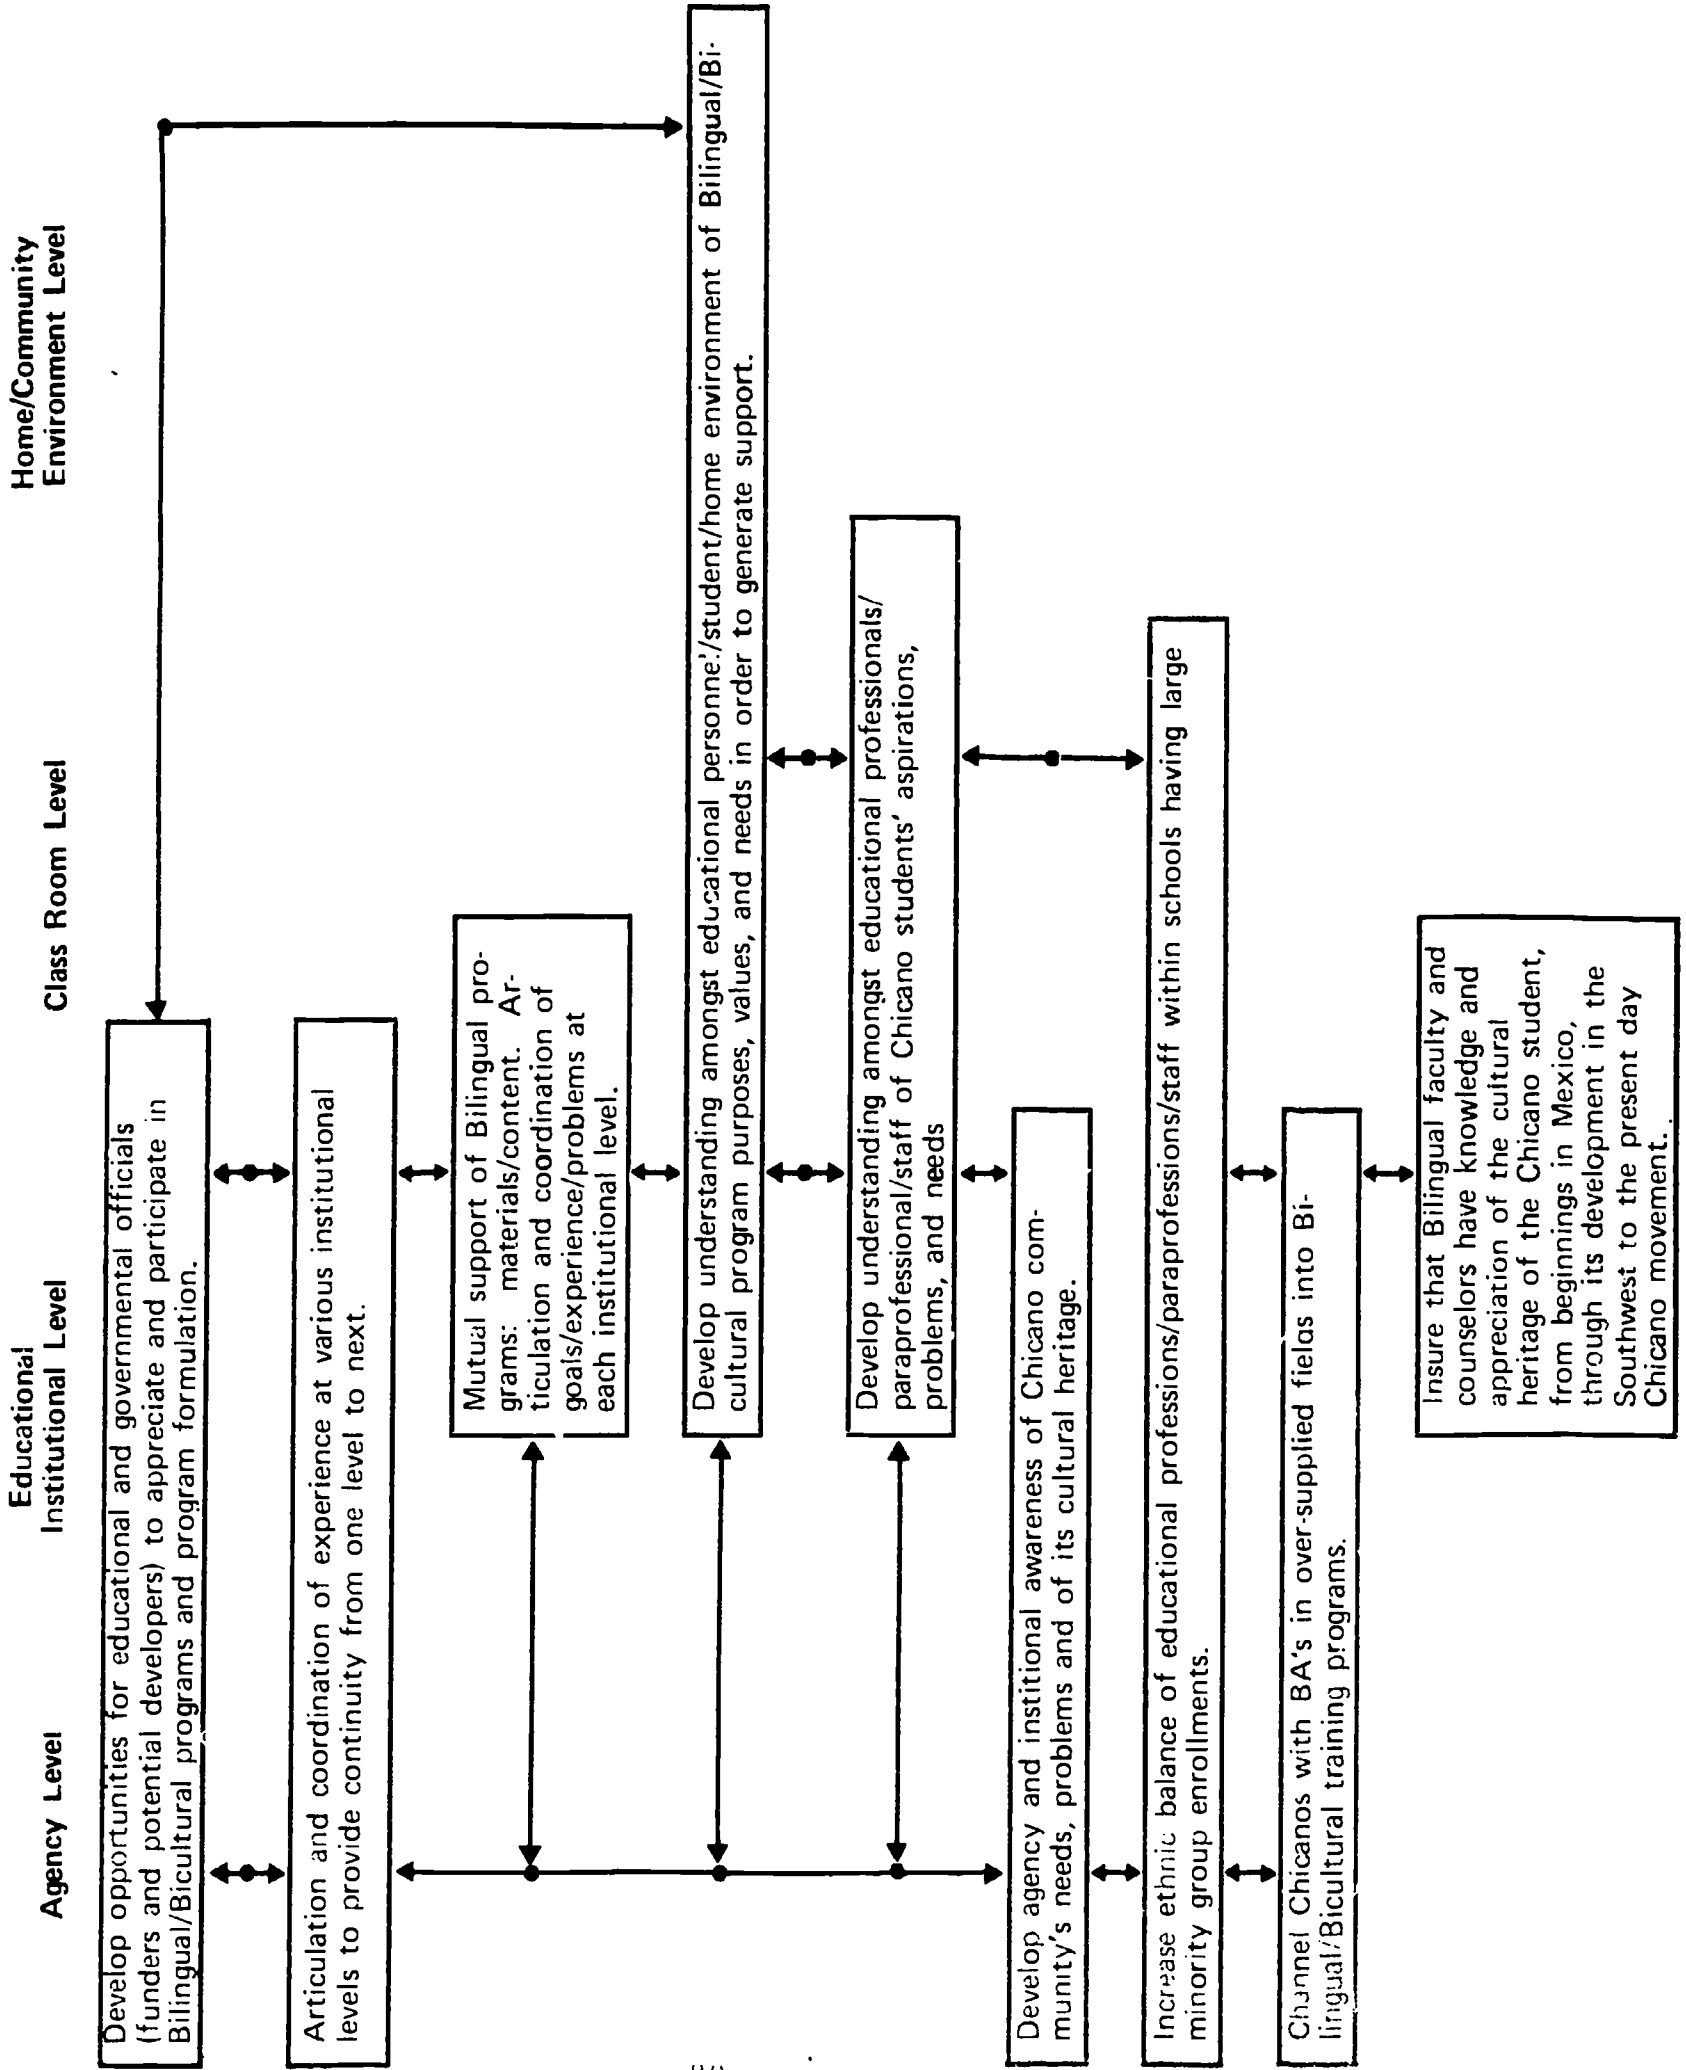 Agency Level
Educational
Institutional Level
Class Room Level
Home/Community
Environment Level
Develop opportunities for educational and governmental officials
(funders and potential developers) to appreciate and participate in
Bilingual/Bicultural programs and program formulation.
Articulation and coordination of experience at various institutional
levels to provide continuity from one level to next.
Mutual support of Bilingual pro-
grams: materials/content. Ar-
ticulation and coordination of
goals/experience/problems at
each institutional level.
Develop understanding amongst educational personnel/student/home environment of Bilingual/Bi-
cultural program purposes, values, and needs in order to generate support.
Develop understanding amongst educational professionals/
paraprofessional/staff of Chicano students' aspirations,
problems, and needs
Develop agency and institional awareness of Chicano com-
munity's needs, problems and of its cultural heritage.
Increase ethnic balance of educational professions/paraprofessions/staff within schools having large
minority group enrollments.
Channel Chicanos with BA's in over-supplied fields into Bi-
lingual/Bicultural training programs.
Insure that Bilingual faculty and
counselors have knowledge and
appreciation of the cultural
heritage of the Chicano student,
from beginnings in Mexico,
through its development in the
Southwest to the present day
Chicano movement.